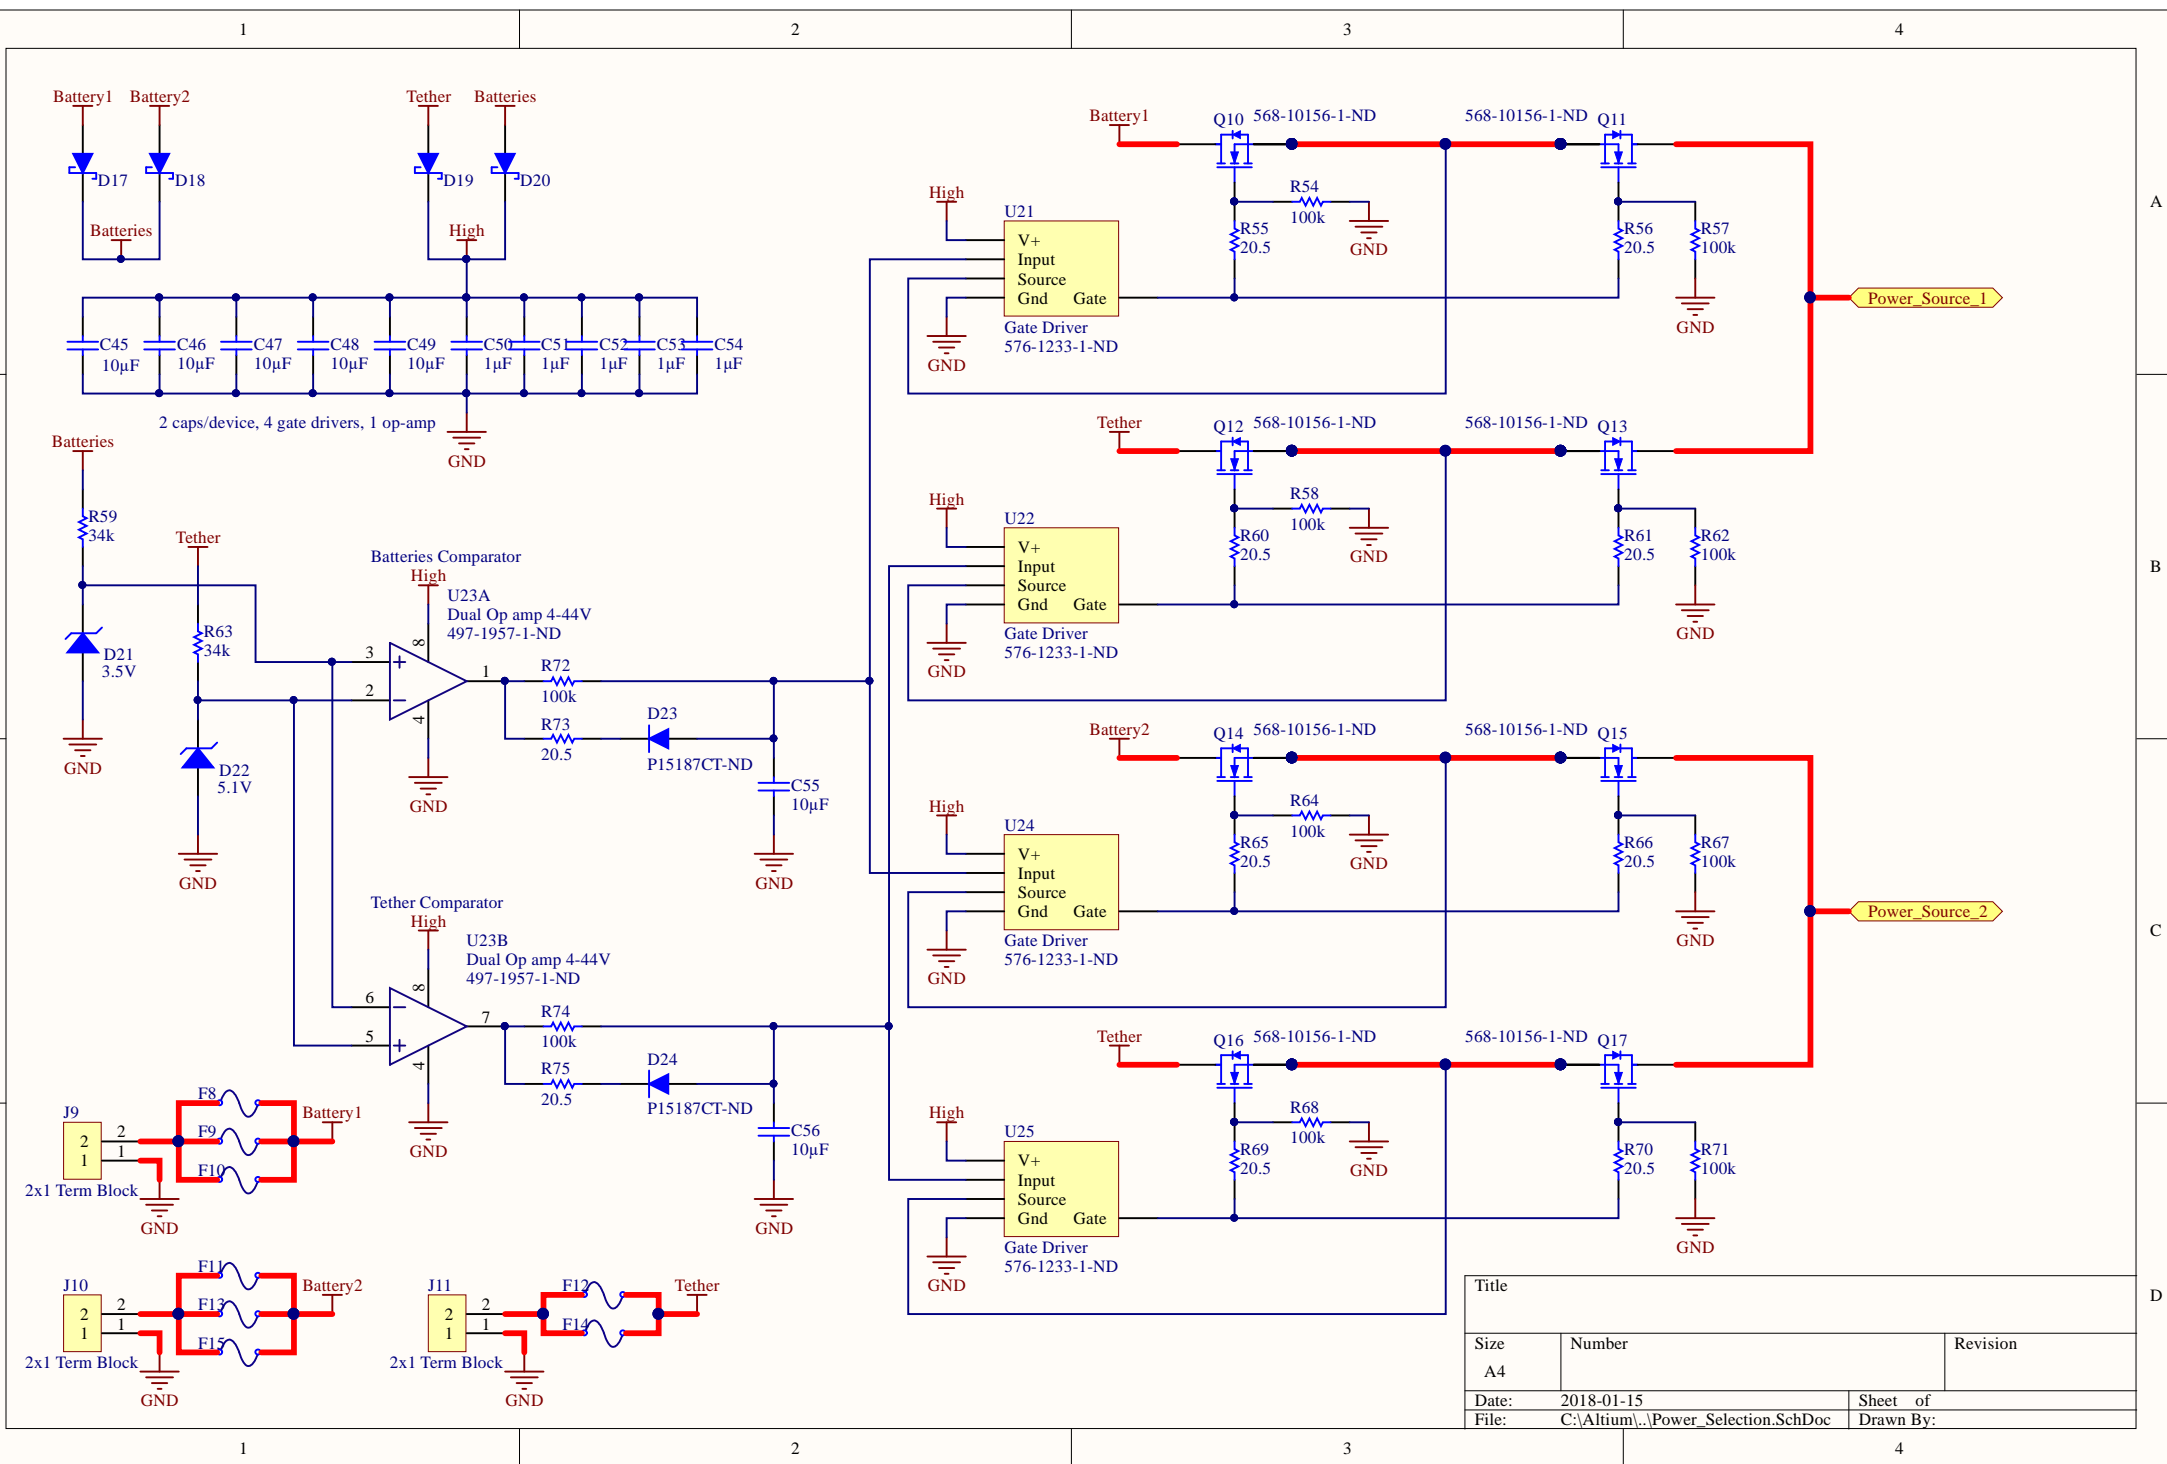 1 2 3 4
A
B
C
D
Battery1 Battery2
D17 D18
Batteries
Tether Batteries
D19 D20
High
C45 10µF
C46 10µF
C47 10µF
C48 10µF
C49 10µF
C50 1µF
C51 1µF
C52 1µF
C53 1µF
C54 1µF
2 caps/device, 4 gate drivers, 1 op-amp
GND
Batteries
R59
34k
D21
3.5V
GND
Tether
R63
34k
D22
5.1V
GND
Batteries Comparator
High
U23A
Dual Op amp 4-44V
497-1957-1-ND
3 2 8 4 1
GND
R72
100k
R73
20.5
D23
P15187CT-ND
C55
10µF
GND
Tether Comparator
High
U23B
Dual Op amp 4-44V
497-1957-1-ND
6 5 8 4 7
GND
R74
100k
R75
20.5
D24
P15187CT-ND
C56
10µF
GND
J9
2 2
1 1
2x1 Term Block
GND
F8
F9
F10
Battery1
J10
2 2
1 1
2x1 Term Block
GND
F11
F13
F15
Battery2
J11
2 2
1 1
2x1 Term Block
GND
F12
F14
Tether
Battery1
Q10 568-10156-1-ND
568-10156-1-ND Q11
High
U21
V+
Input
Source
Gnd Gate
Gate Driver
576-1233-1-ND
GND
R54
100k
GND
R55
20.5
R56
20.5
R57
100k
GND
Power_Source_1
Tether
Q12 568-10156-1-ND
568-10156-1-ND Q13
High
U22
V+
Input
Source
Gnd Gate
Gate Driver
576-1233-1-ND
GND
R58
100k
GND
R60
20.5
R61
20.5
R62
100k
GND
Battery2
Q14 568-10156-1-ND
568-10156-1-ND Q15
High
U24
V+
Input
Source
Gnd Gate
Gate Driver
576-1233-1-ND
GND
R64
100k
GND
R65
20.5
R66
20.5
R67
100k
GND
Power_Source_2
Tether
Q16 568-10156-1-ND
568-10156-1-ND Q17
High
U25
V+
Input
Source
Gnd Gate
Gate Driver
576-1233-1-ND
GND
R68
100k
GND
R69
20.5
R70
20.5
R71
100k
GND
Title
Size Number Revision
A4
Date: 2018-01-15 Sheet of
File: C:\Altium\..\Power_Selection.SchDoc Drawn By:
1 2 3 4